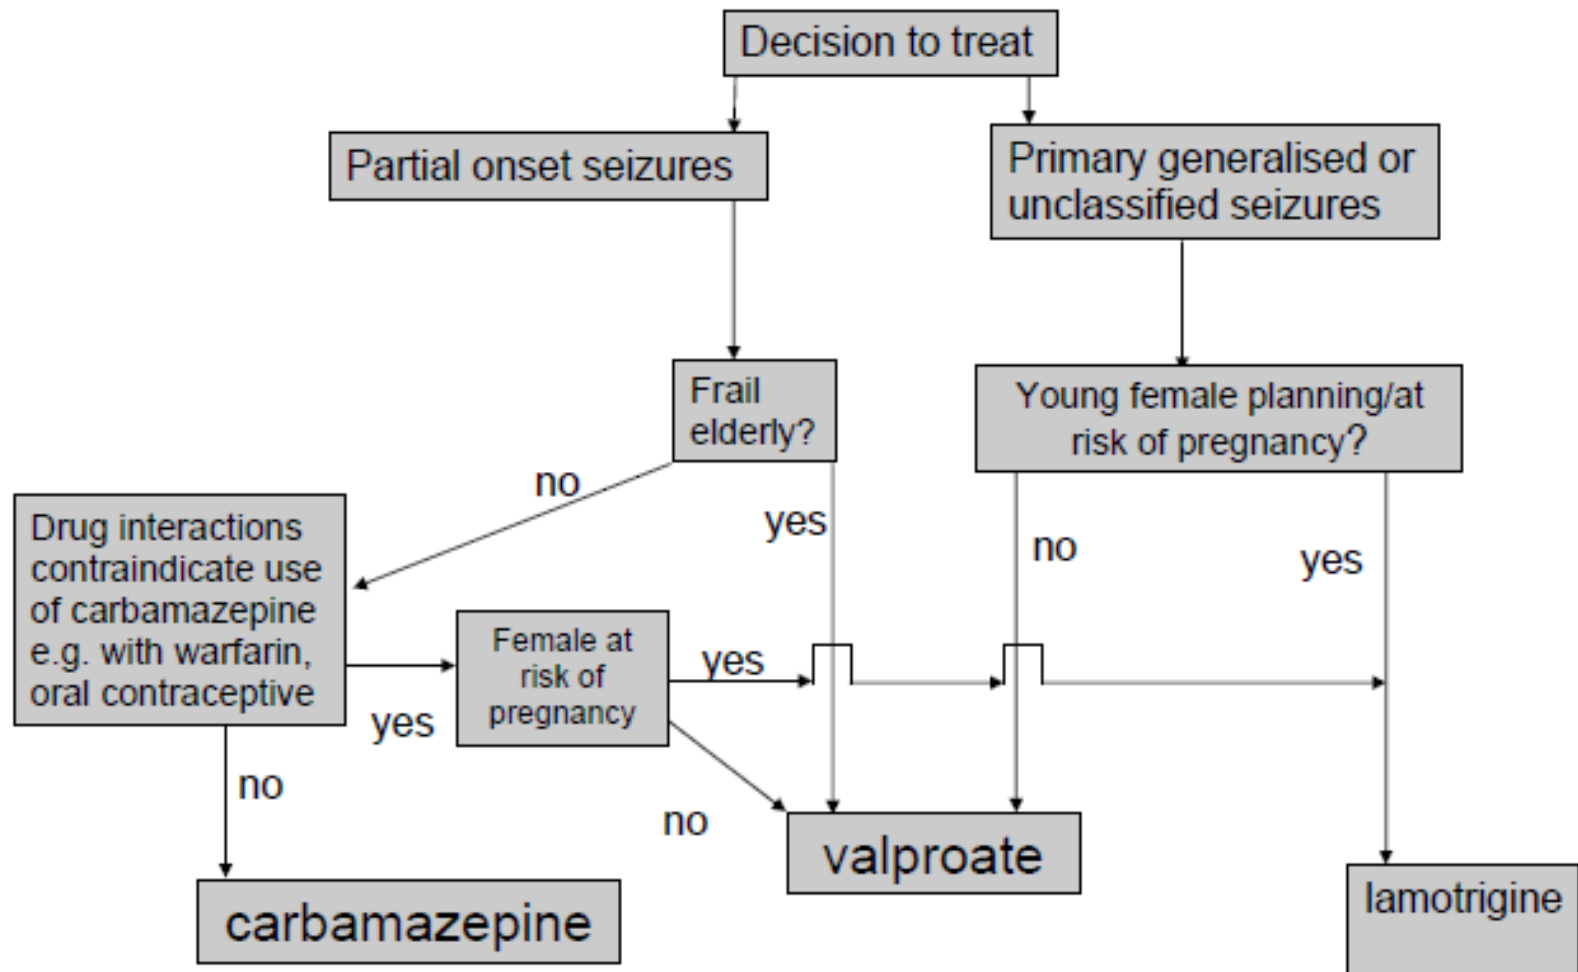 Decision to treat
Partial onset seizures
Primary generalised or
unclassified seizures
Frail
elderly?
Young female planning/at
risk of pregnancy?
no
yes
no
yes
Drug interactions
contraindicate use
of carbamazepine
e.g. with warfarin,
oral contraceptive
Female at
risk of
pregnancy
yes
yes
no
no
valproate
carbamazepine
lamotrigine